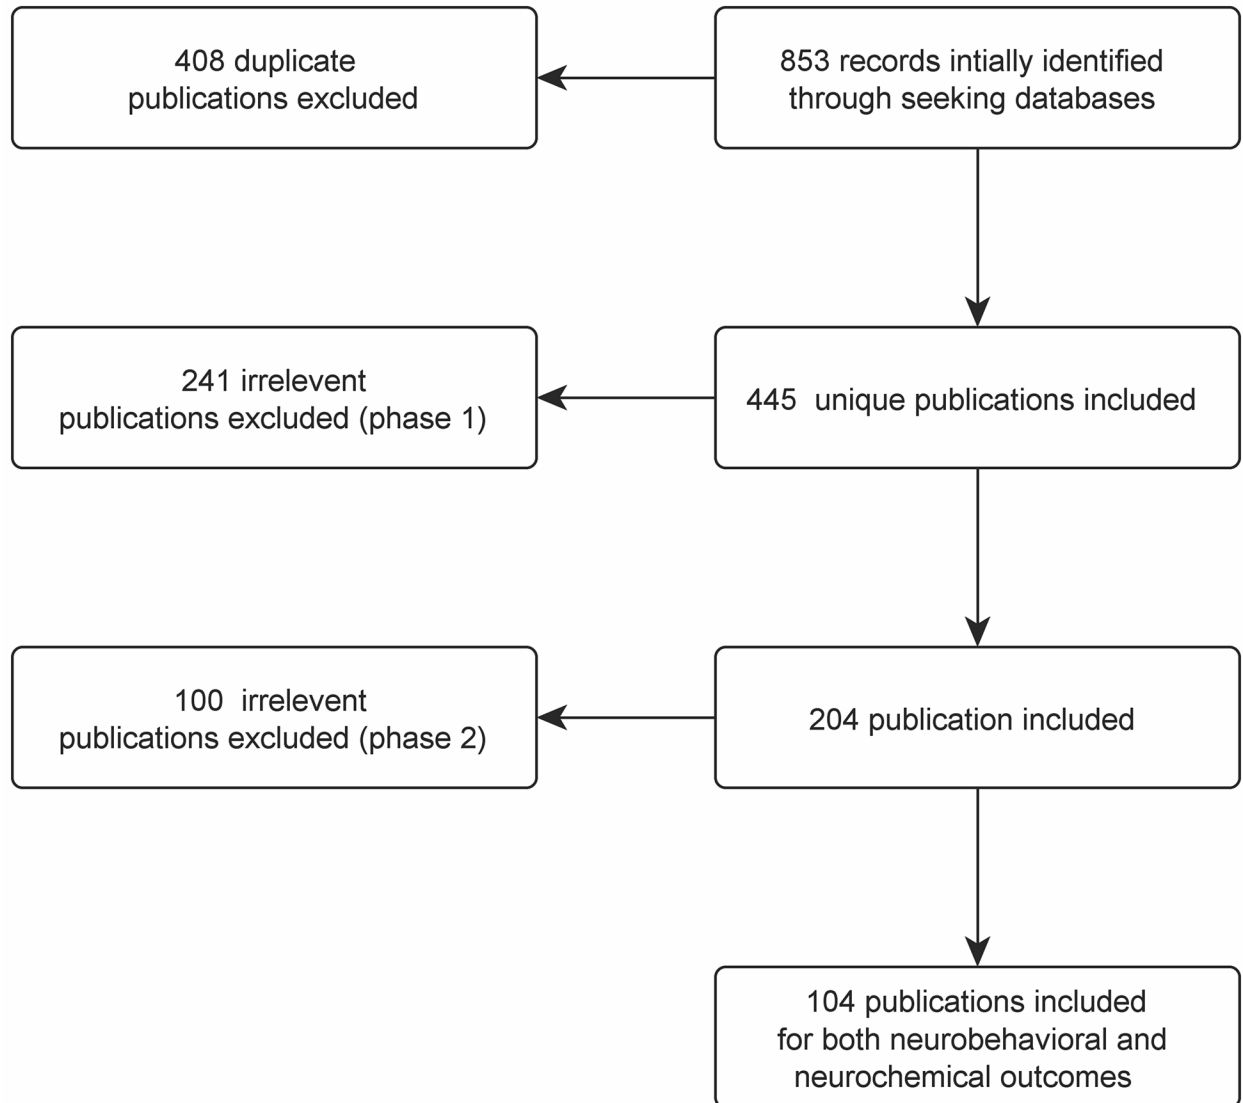 408 duplicate
publications excluded
853 records intially identified
through seeking databases
241 irrelevent
publications excluded (phase 1)
445 unique publications included
100 irrelevent
publications excluded (phase 2)
204 publication included
104 publications included
for both neurobehavioral and
neurochemical outcomes